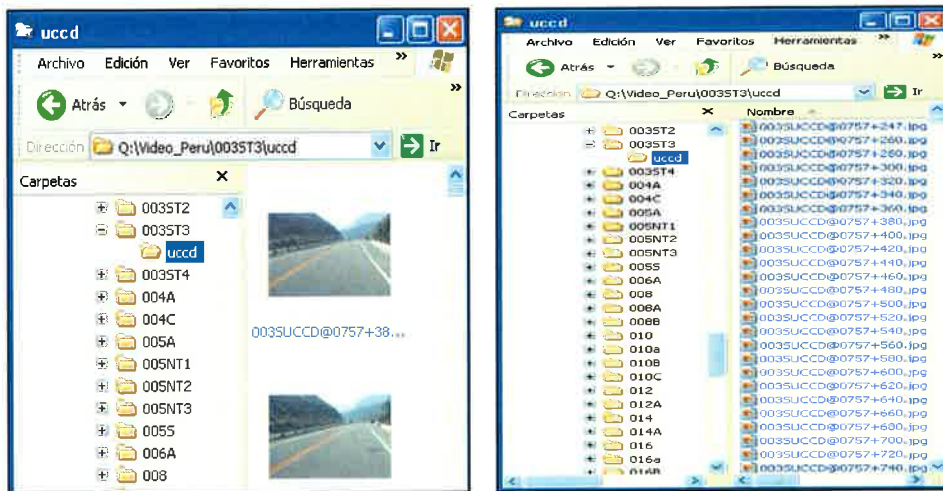 uccd
Archivo Edición Ver Favoritos Herramientas »
Atrás Búsqueda »
Dirección Q:\Video_Peru\003ST3\uccd Ir
Carpetas ×
003ST2
003ST3
uccd
003ST4
004A
004C
005A
005NT1
005NT2
005NT3
005S
006A
008
003SUCCD@0757+38...
uccd
Archivo Edición Ver Favoritos Herramientas »
Atrás Búsqueda »
Dirección Q:\Video_Peru\003ST3\uccd Ir
Carpetas ×
003ST2
003ST3
uccd
003ST4
004A
004C
005A
005NT1
005NT2
005NT3
005S
006A
008
008A
008B
010
010a
010B
010C
012
012A
014
014A
016
016a
016B
Nombre
003SUCCD@0757+247.jpg
003SUCCD@0757+260.jpg
003SUCCD@0757+280.jpg
003SUCCD@0757+300.jpg
003SUCCD@0757+320.jpg
003SUCCD@0757+340.jpg
003SUCCD@0757+360.jpg
003SUCCD@0757+380.jpg
003SUCCD@0757+400.jpg
003SUCCD@0757+420.jpg
003SUCCD@0757+440.jpg
003SUCCD@0757+460.jpg
003SUCCD@0757+480.jpg
003SUCCD@0757+500.jpg
003SUCCD@0757+520.jpg
003SUCCD@0757+540.jpg
003SUCCD@0757+560.jpg
003SUCCD@0757+580.jpg
003SUCCD@0757+600.jpg
003SUCCD@0757+620.jpg
003SUCCD@0757+640.jpg
003SUCCD@0757+660.jpg
003SUCCD@0757+680.jpg
003SUCCD@0757+700.jpg
003SUCCD@0757+720.jpg
003SUCCD@0757+740.jpg